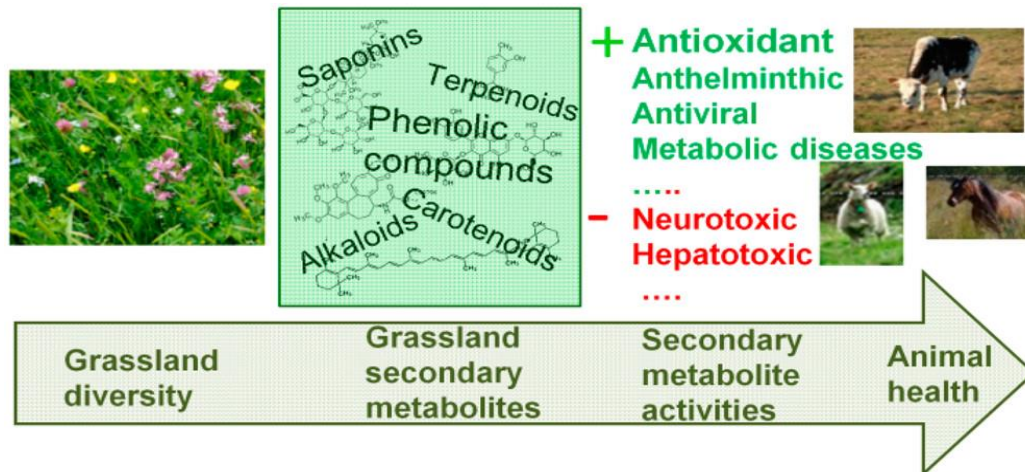 Saponins
Terpenoids
Phenolic
compounds
Carotenoids
Alkaloids
+ Antioxidant
Anthelminthic
Antiviral
Metabolic diseases
.....
- Neurotoxic
Hepatotoxic
....
Grassland
diversity
Grassland
secondary
metabolites
Secondary
metabolite
activities
Animal
health